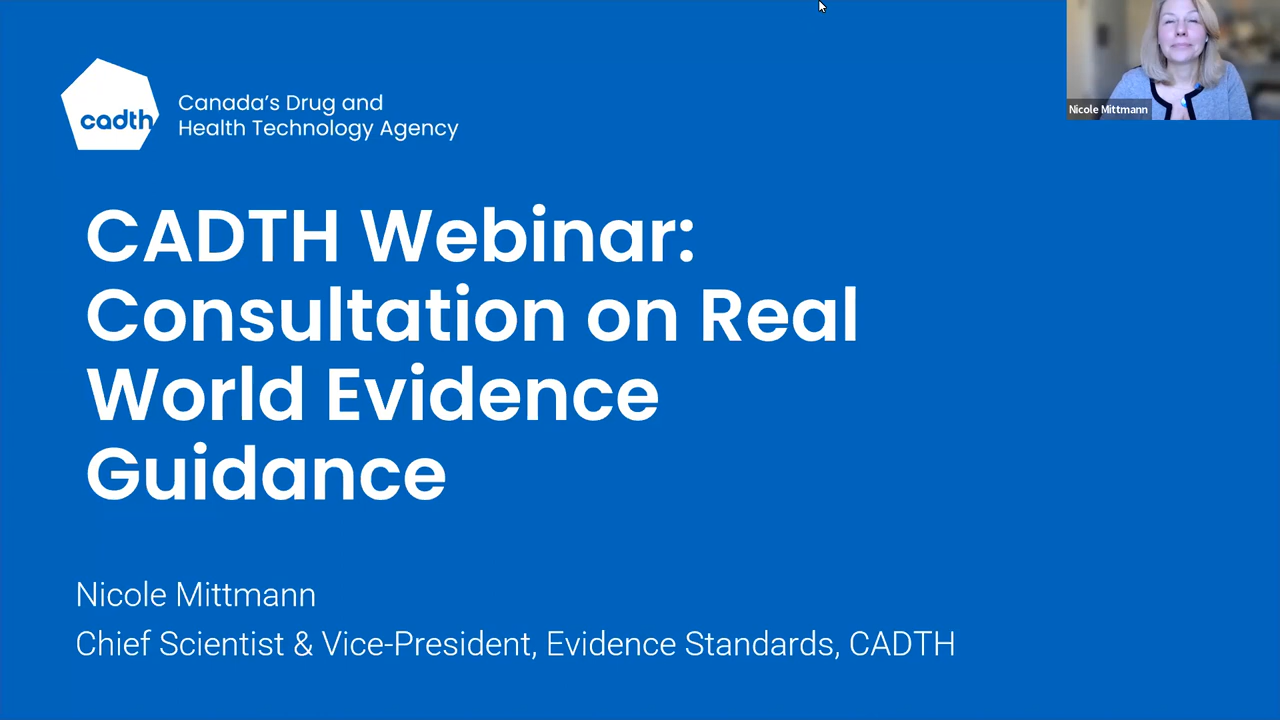 cadth
Canada's Drug and
Health Technology Agency
Nicole Mittmann
CADTH Webinar:
Consultation on Real
World Evidence
Guidance
Nicole Mittmann
Chief Scientist & Vice-President, Evidence Standards, CADTH